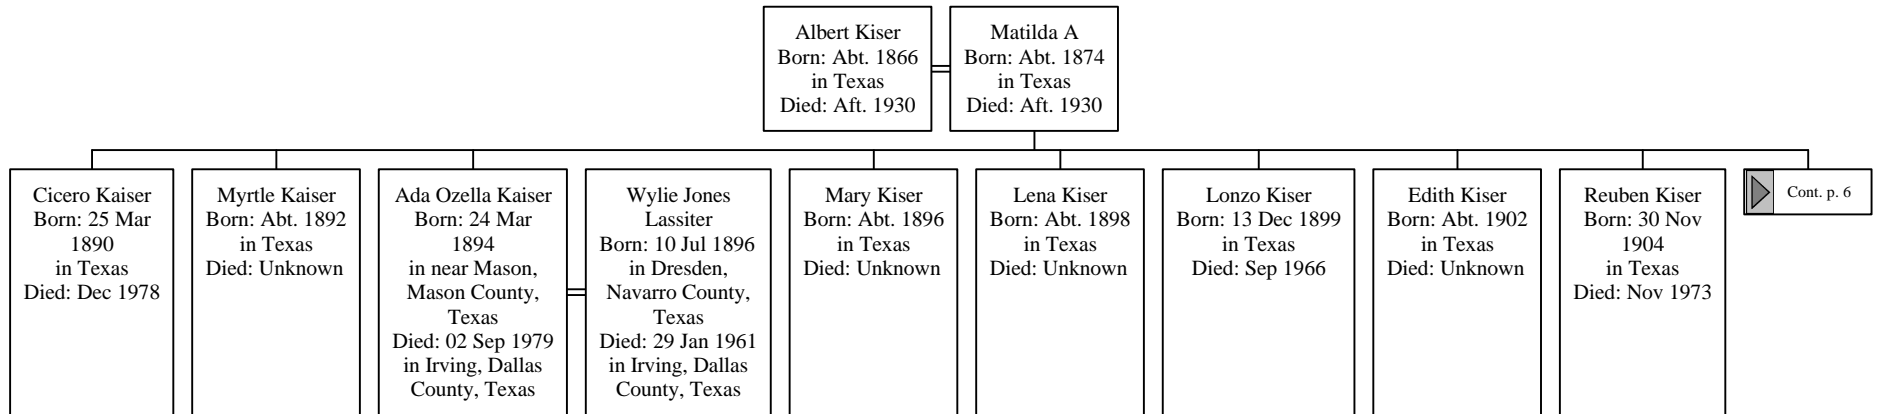 Albert Kiser
Born: Abt. 1866
in Texas
Died: Aft. 1930
Matilda A
Born: Abt. 1874
in Texas
Died: Aft. 1930
Cicero Kaiser
Born: 25 Mar
1890
in Texas
Died: Dec 1978
Myrtle Kaiser
Born: Abt. 1892
in Texas
Died: Unknown
Ada Ozella Kaiser
Born: 24 Mar
1894
in near Mason,
Mason County,
Texas
Died: 02 Sep 1979
in Irving, Dallas
County, Texas
Wylie Jones
Lassiter
Born: 10 Jul 1896
in Dresden,
Navarro County,
Texas
Died: 29 Jan 1961
in Irving, Dallas
County, Texas
Mary Kiser
Born: Abt. 1896
in Texas
Died: Unknown
Lena Kiser
Born: Abt. 1898
in Texas
Died: Unknown
Lonzo Kiser
Born: 13 Dec 1899
in Texas
Died: Sep 1966
Edith Kiser
Born: Abt. 1902
in Texas
Died: Unknown
Reuben Kiser
Born: 30 Nov
1904
in Texas
Died: Nov 1973
Cont. p. 6